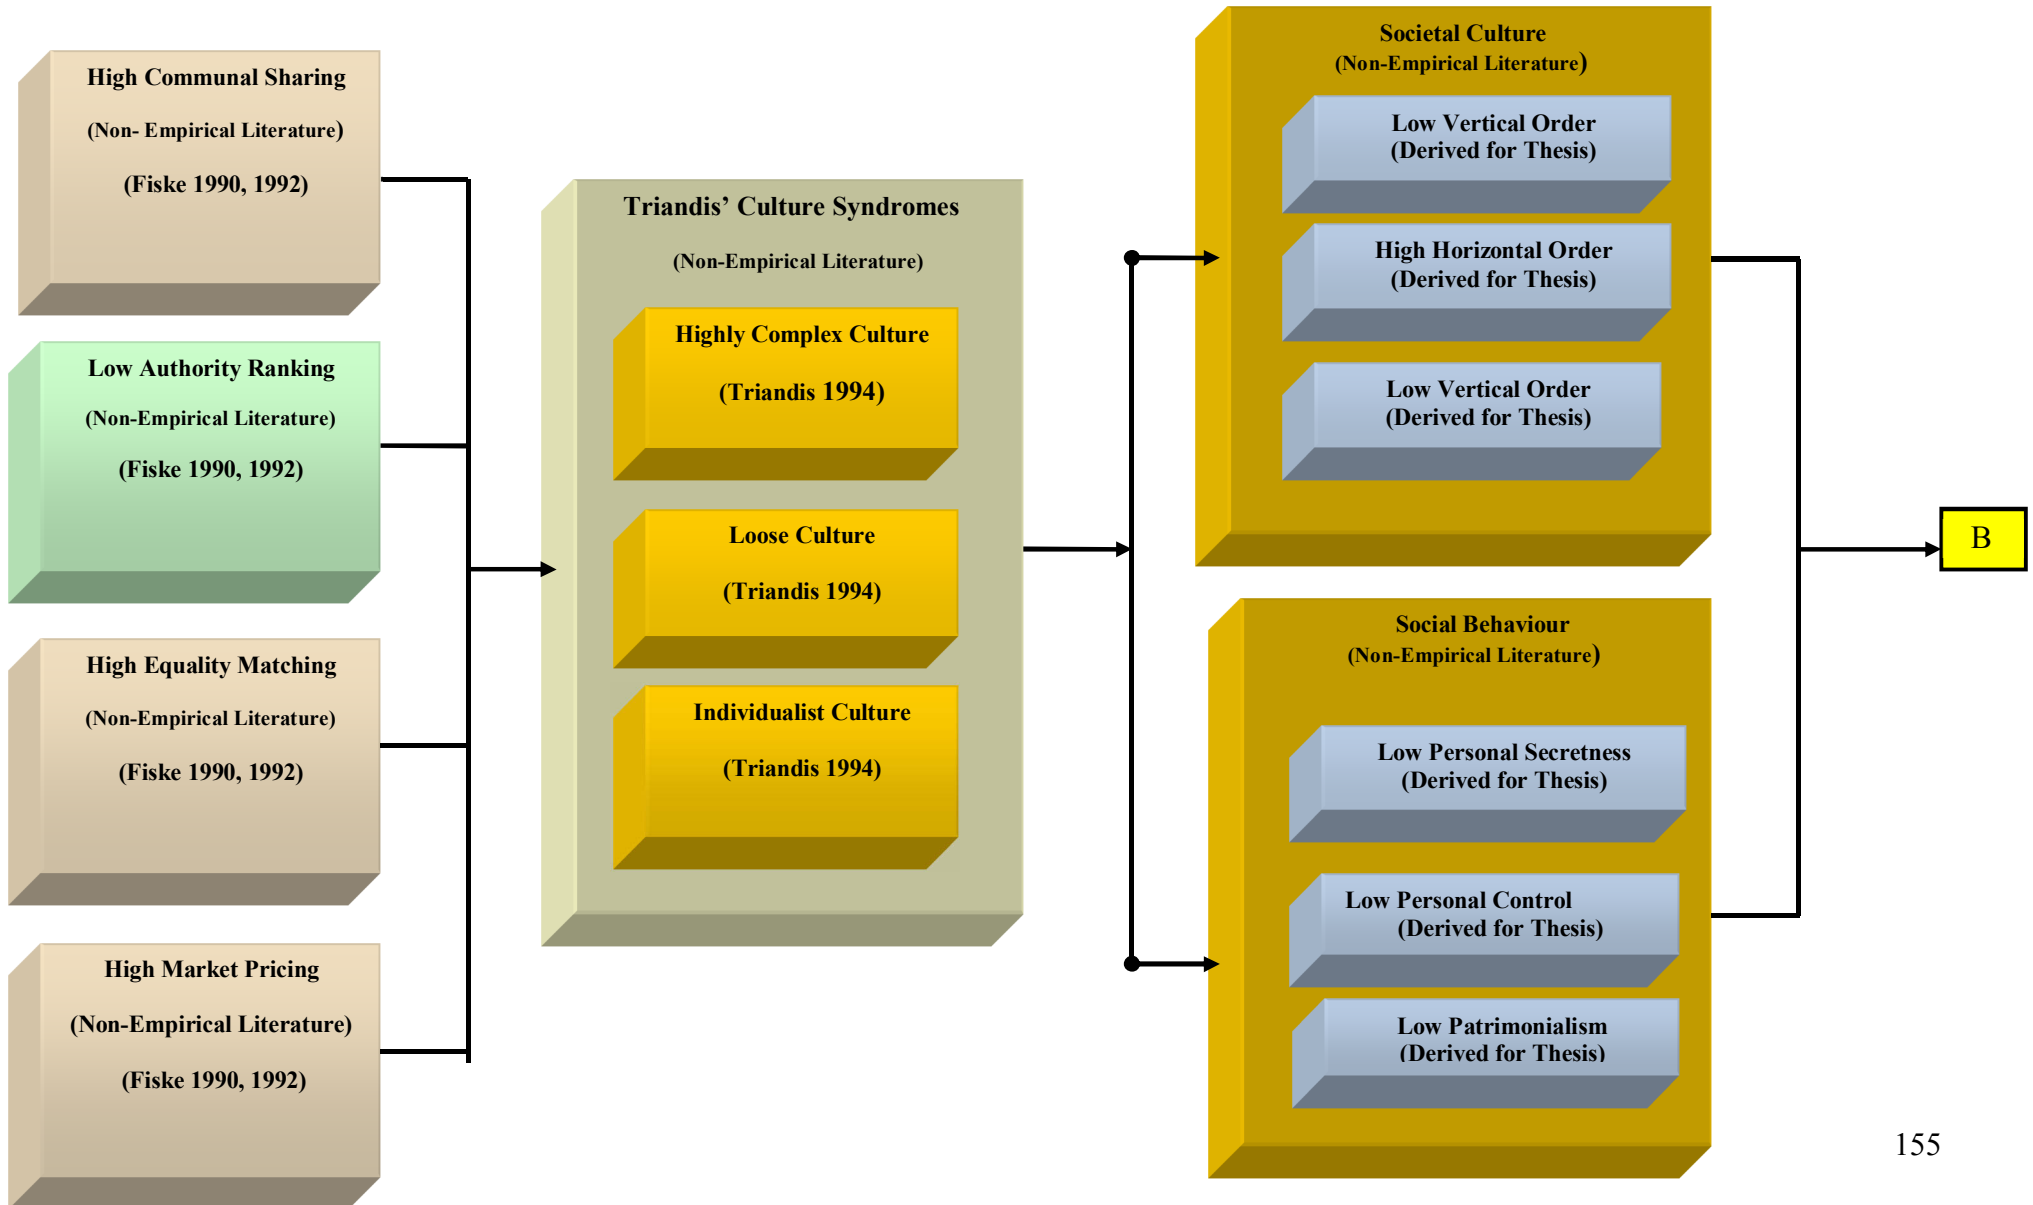 High Communal Sharing
(Non- Empirical Literature)
(Fiske 1990, 1992)
Low Authority Ranking
(Non-Empirical Literature)
(Fiske 1990, 1992)
High Equality Matching
(Non-Empirical Literature)
(Fiske 1990, 1992)
High Market Pricing
(Non-Empirical Literature)
(Fiske 1990, 1992)
Triandis’ Culture Syndromes
(Non-Empirical Literature)
Highly Complex Culture
(Triandis 1994)
Loose Culture
(Triandis 1994)
Individualist Culture
(Triandis 1994)
Societal Culture
(Non-Empirical Literature)
Low Vertical Order
(Derived for Thesis)
High Horizontal Order
(Derived for Thesis)
Low Vertical Order
(Derived for Thesis)
Social Behaviour
(Non-Empirical Literature)
Low Personal Secretness
(Derived for Thesis)
Low Personal Control
(Derived for Thesis)
Low Patrimonialism
(Derived for Thesis)
B
155